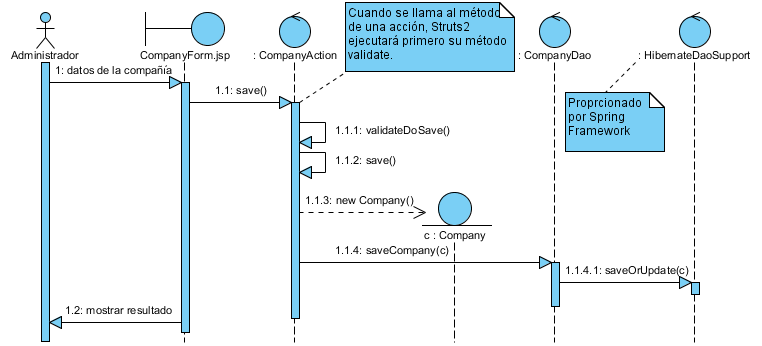 Cuando se llama al método
de una acción, Struts2
ejecutará primero su método
validate.
Administrador
CompanyForm.jsp
: CompanyAction
: CompanyDao
: HibernateDaoSupport
1: datos de la compañía
1.1: save()
Proprcionado
por Spring
Framework
1.1.1: validateDoSave()
1.1.2: save()
1.1.3: new Company()
c : Company
1.1.4: saveCompany(c)
1.1.4.1: saveOrUpdate(c)
1.2: mostrar resultado